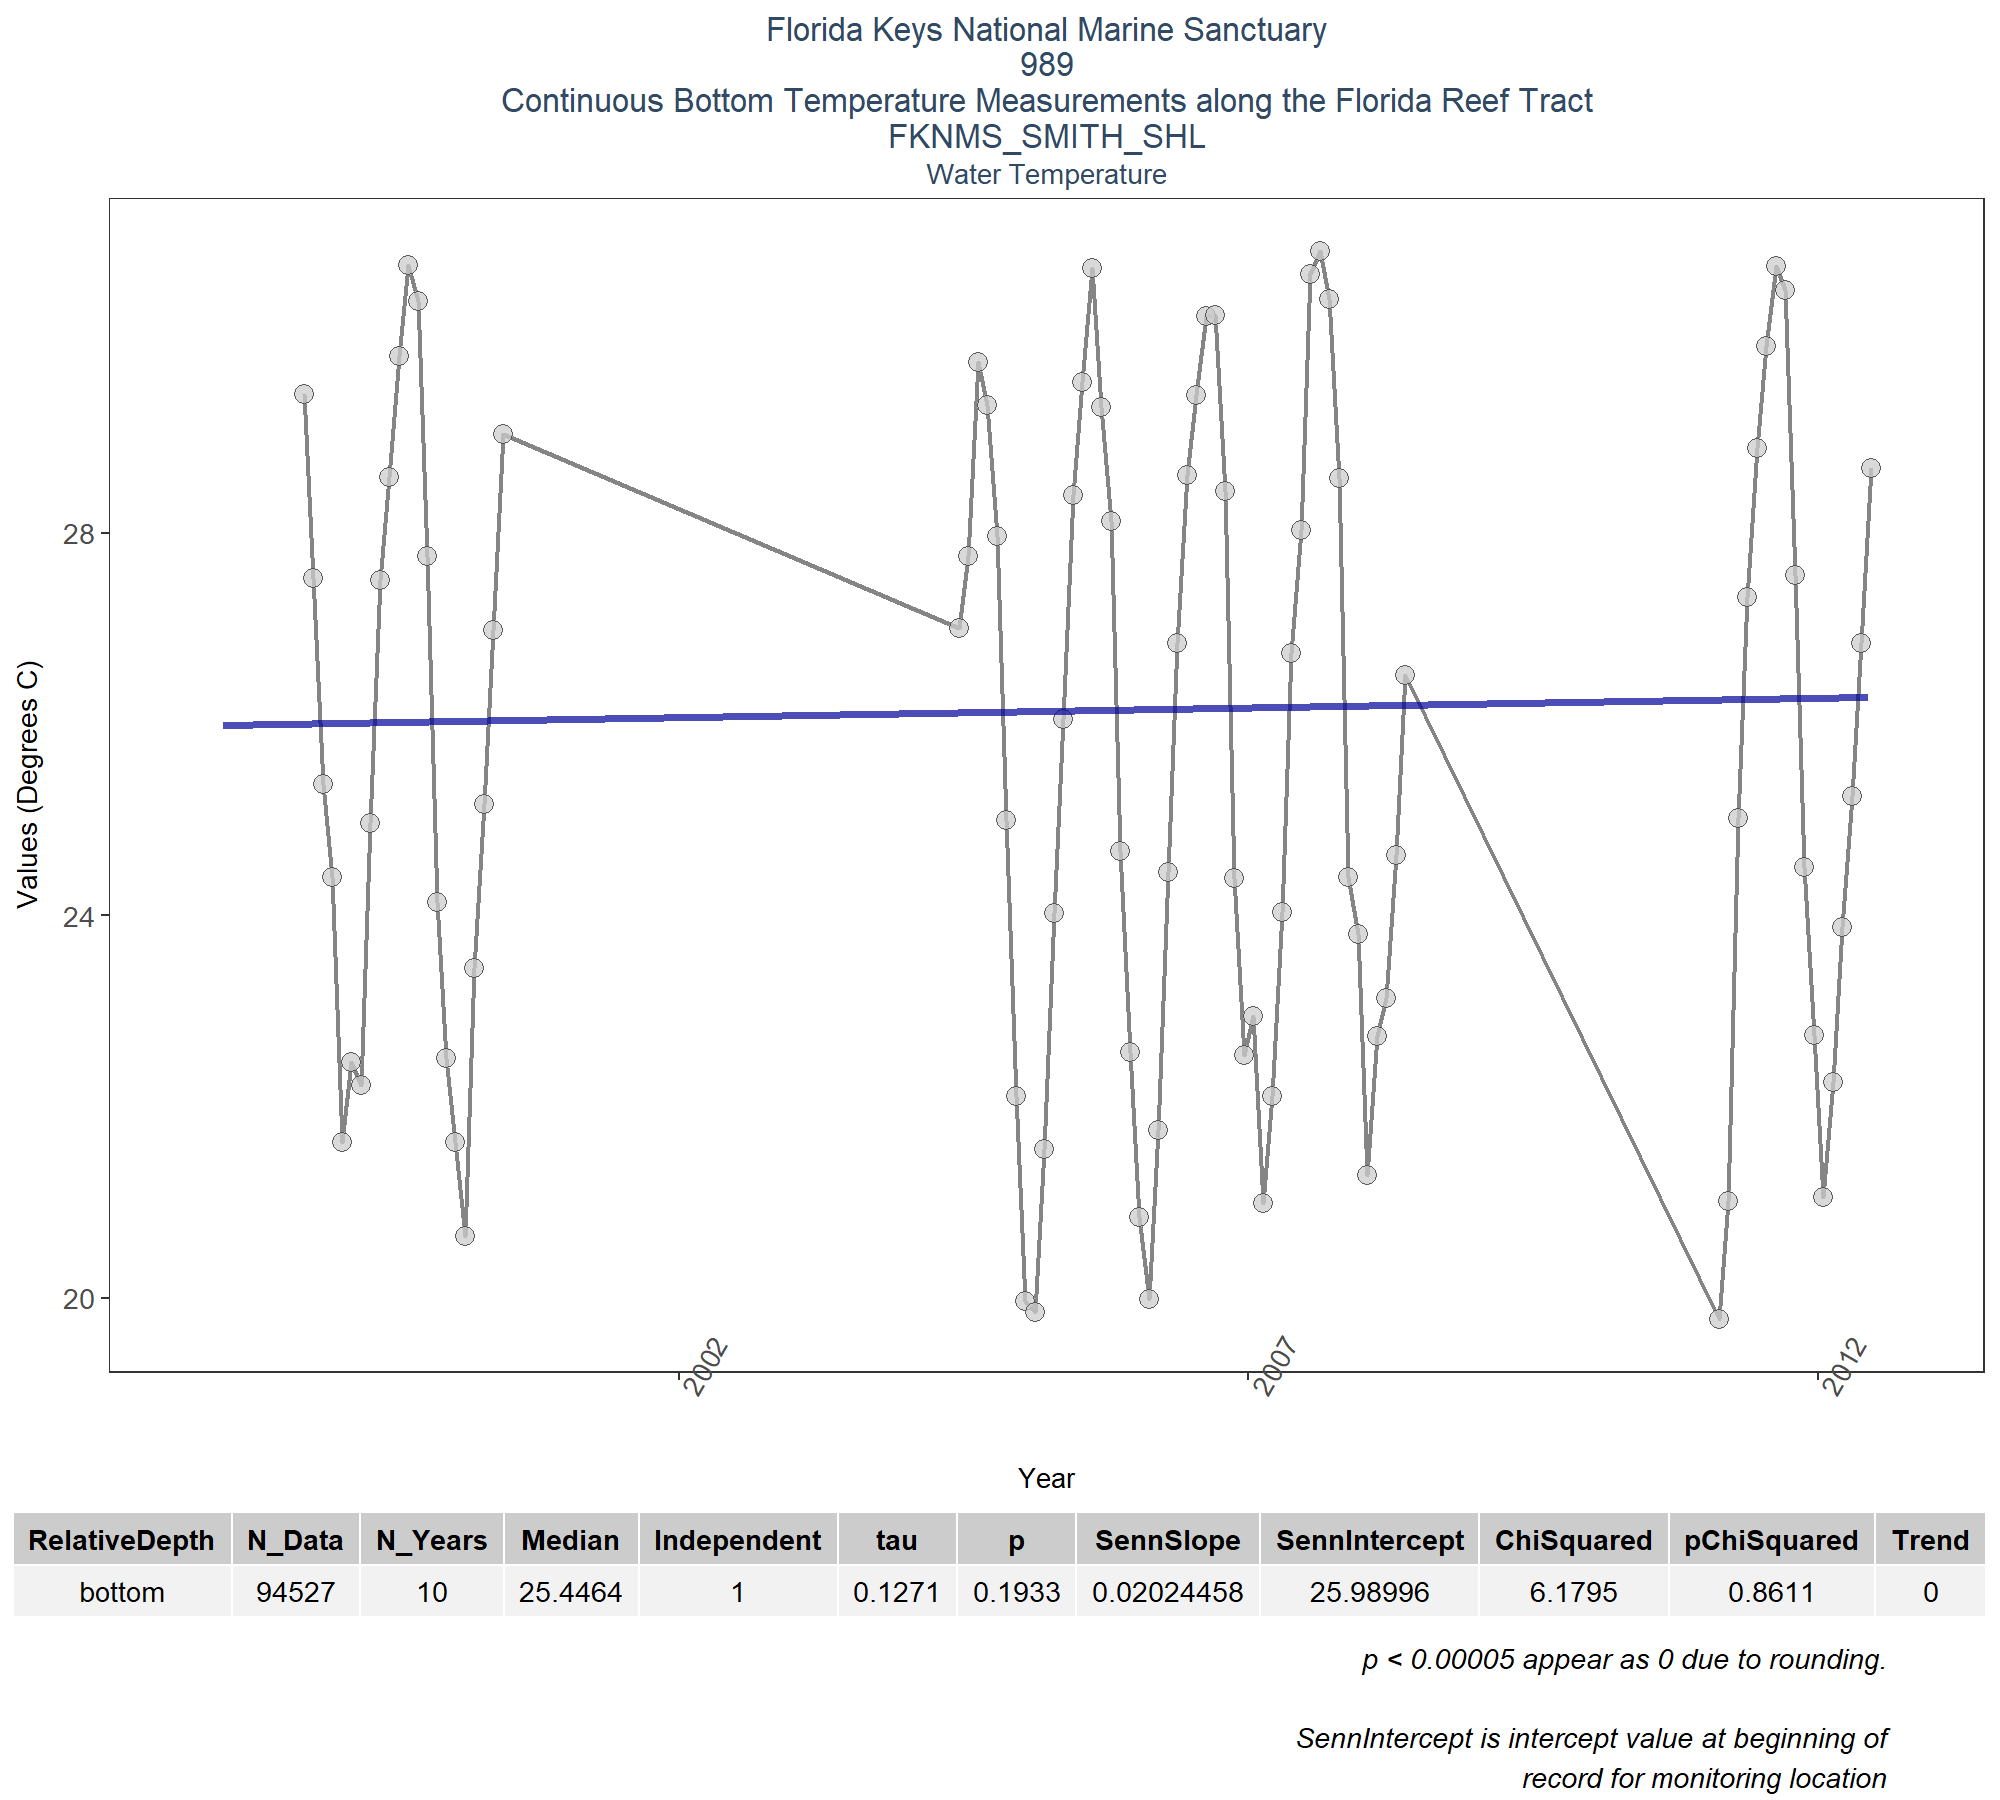 Florida Keys National Marine Sanctuary
989
Continuous Bottom Temperature Measurements along the Florida Reef Tract
FKNMS_SMITH_SHL
Water Temperature
Values (Degrees C)
28
24
20
2002
2007
2012
Year
RelativeDepth N_Data N_Years Median Independent tau p SennSlope SennIntercept ChiSquared pChiSquared Trend
bottom 94527 10 25.4464 1 0.1271 0.1933 0.02024458 25.98996 6.1795 0.8611 0
p < 0.00005 appear as 0 due to rounding.
SennIntercept is intercept value at beginning of
record for monitoring location